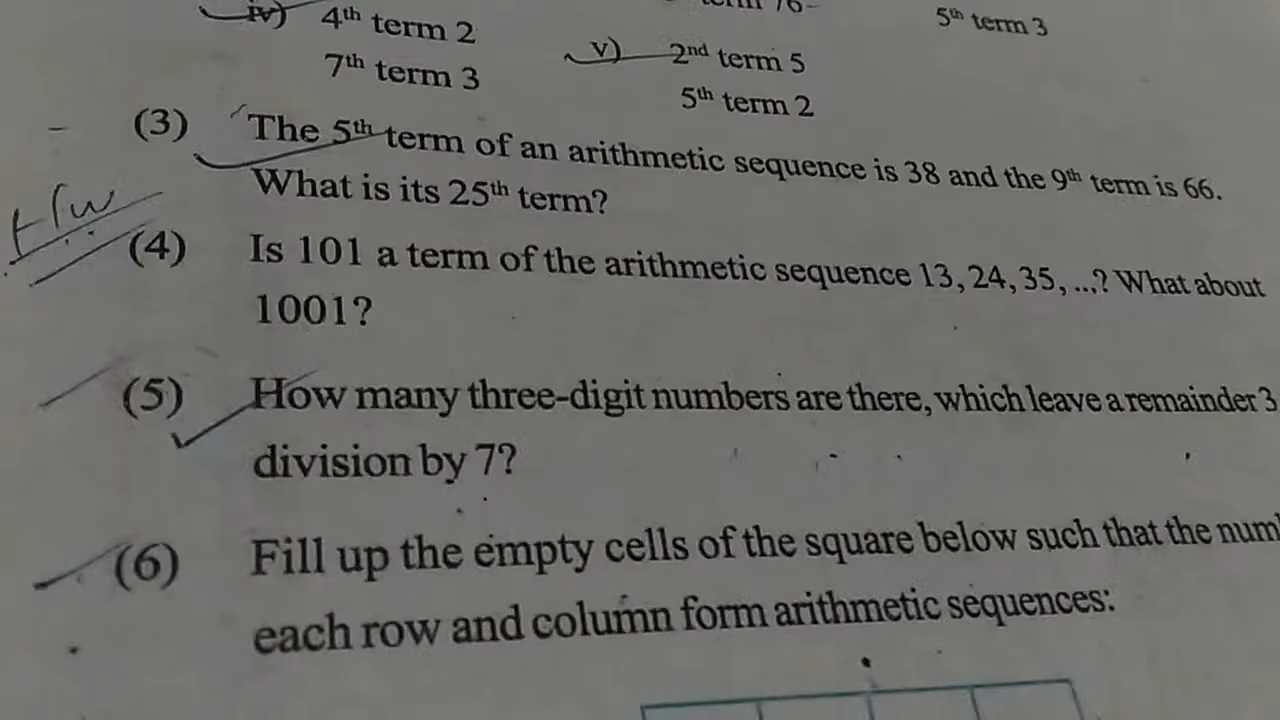 iv) 4th term 2
5th term 3
v) 2nd term 5
7th term 3
5th term 2
(3) The 5th term of an arithmetic sequence is 38 and the 9th term is 66.
What is its 25th term?
H/w
(4) Is 101 a term of the arithmetic sequence 13, 24, 35, ...? What about
1001?
(5) How many three-digit numbers are there, which leave a remainder 3
division by 7?
(6) Fill up the empty cells of the square below such that the num
each row and column form arithmetic sequences: